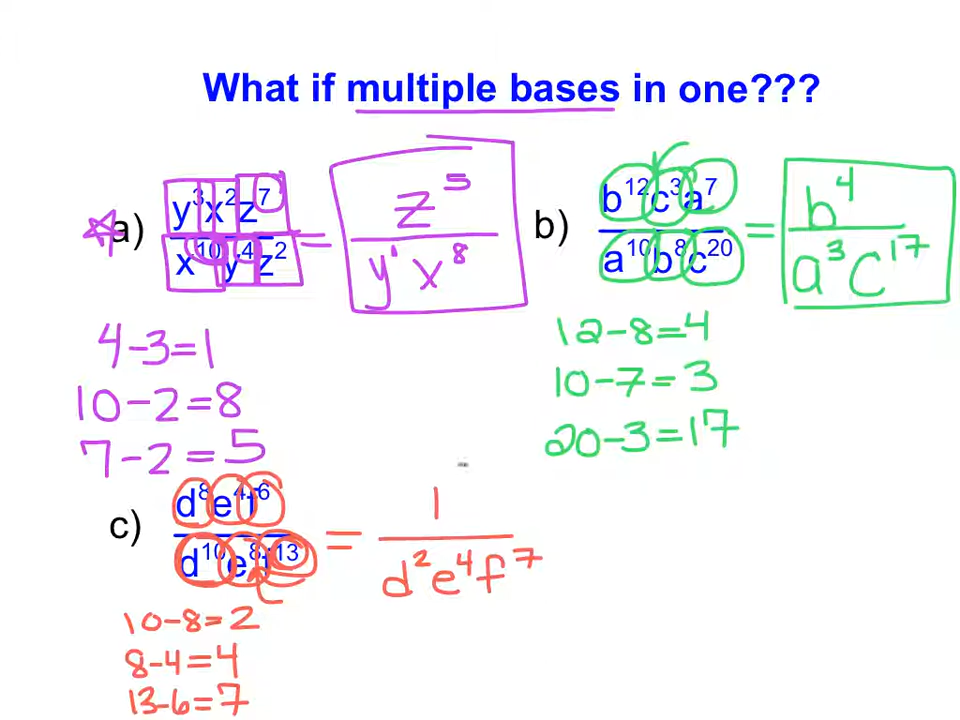 What if multiple bases in one???
a) y³x²z⁷ / x¹⁰y⁴z² = z⁵ / y¹x⁸
4-3=1
10-2=8
7-2=5
b) b¹²c³a⁷ / a¹⁰b⁸c²⁰ = b⁴ / a³c¹⁷
12-8=4
10-7=3
20-3=17
c) d⁸e⁴f⁶ / d¹⁰e⁸f¹³ = 1 / d²e⁴f⁷
10-8=2
8-4=4
13-6=7